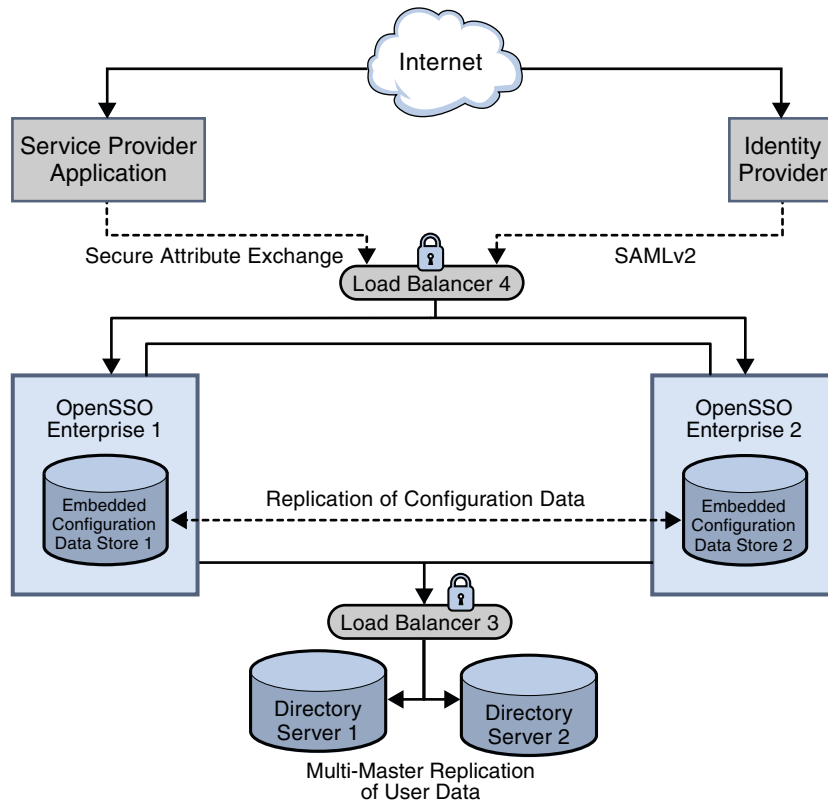 Internet
Service Provider
Application
Identity
Provider
Secure Attribute Exchange
SAMLv2
Load Balancer 4
OpenSSO
Enterprise 1
OpenSSO
Enterprise 2
Embedded
Configuration
Data Store 1
Replication of Configuration Data
Embedded
Configuration
Data Store 2
Load Balancer 3
Directory
Server 1
Directory
Server 2
Multi-Master Replication
of User Data